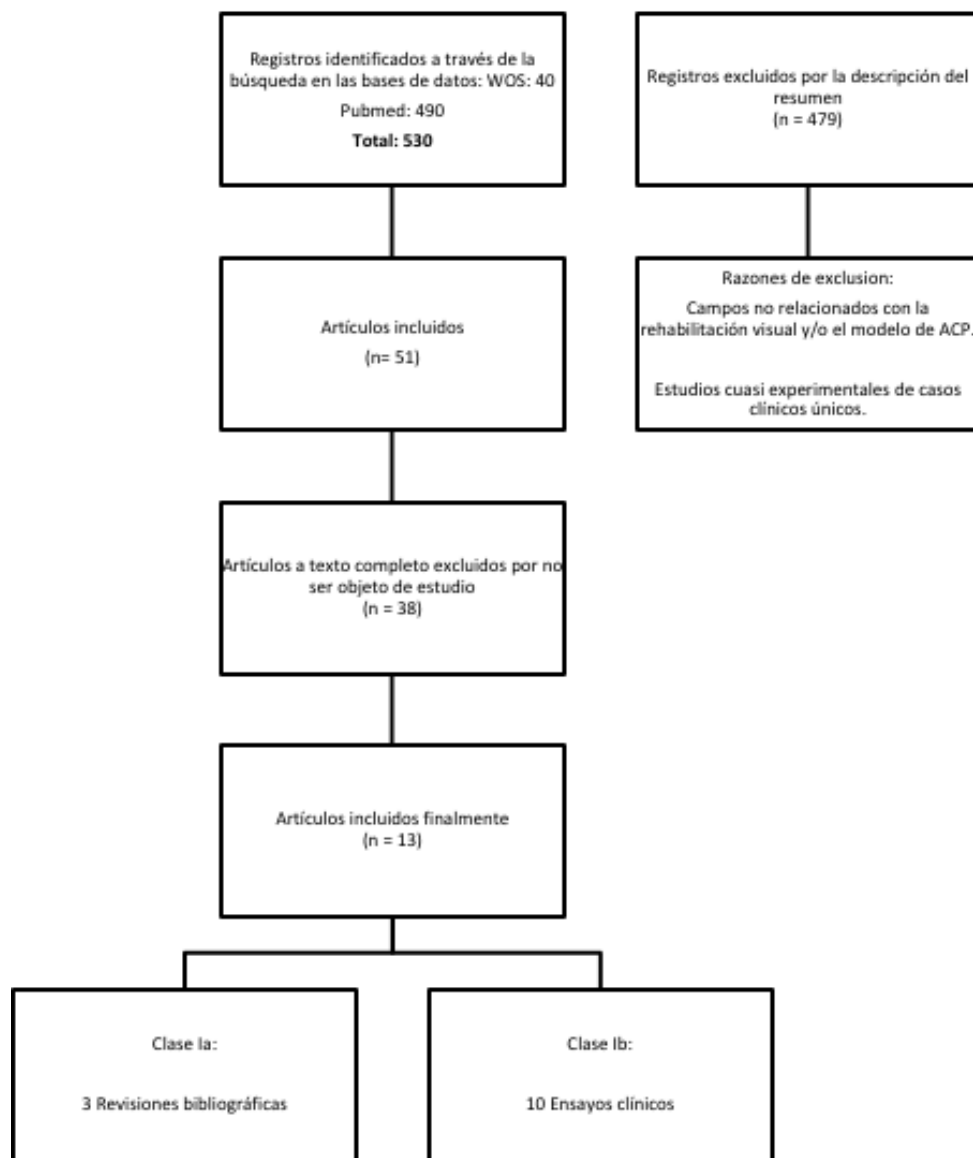 Registros identificados a través de la
búsqueda en las bases de datos: WOS: 40
Pubmed: 490
Total: 530
Registros excluidos por la descripción del
resumen
(n = 479)
Artículos incluidos
(n= 51)
Razones de exclusion:
Campos no relacionados con la
rehabilitación visual y/o el modelo de ACP.
Estudios cuasi experimentales de casos
clínicos únicos.
Artículos a texto completo excluidos por no
ser objeto de estudio
(n = 38)
Artículos incluidos finalmente
(n = 13)
Clase Ia:
3 Revisiones bibliográficas
Clase Ib:
10 Ensayos clínicos